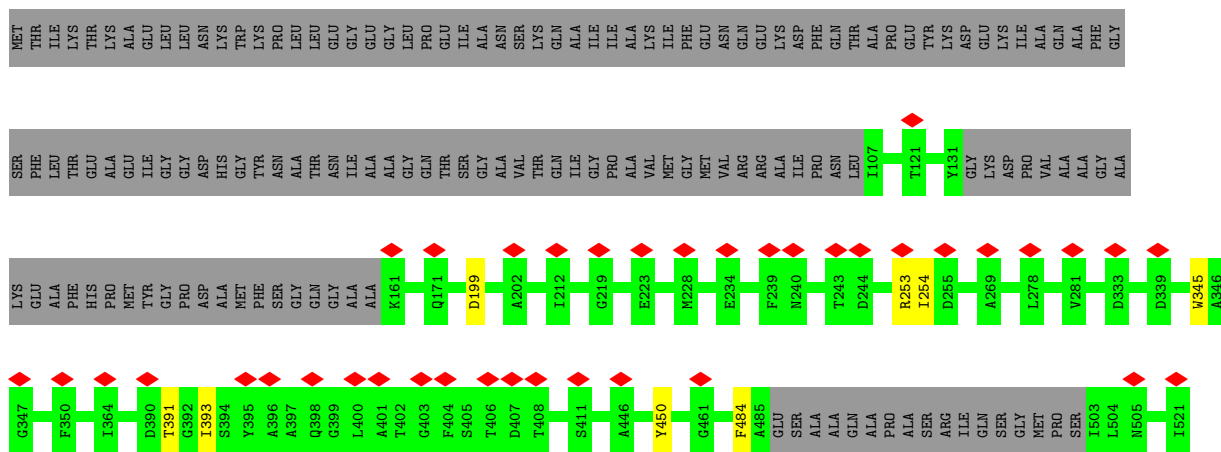 MET THR ILE LYS THR LYS ALA GLU LEU LEU ASN LYS TRP LYS PRO LEU LEU GLU GLY GLU GLY LEU PRO GLU ILE ALA ASN SER LYS GLN ALA ILE ILE ALA LYS ILE PHE GLU ASN GLN GLU LYS ASP PHE GLN THR ALA PRO GLU TYR LYS ASP GLU LYS ILE ALA GLN ALA PHE GLY
SER PHE LEU THR GLU ALA GLU ILE GLY GLY ASP HIS GLY TYR ASN ALA THR ASN ILE ALA ALA GLY GLN THR SER GLY ALA VAL THR GLN ILE GLY PRO ALA VAL MET GLY MET VAL ARG ARG ALA ILE PRO ASN LEU I107 T121 Y131 GLY LYS ASP PRO VAL ALA ALA GLY ALA
LYS GLU ALA PHE HIS PRO MET TYR GLY PRO ASP ALA MET PHE SER GLY GLN GLY ALA ALA K161 Q171 D199 A202 I212 G219 E223 M228 E234 F239 N240 T243 D244 R253 I254 D255 A269 L278 V281 D333 D339 W345 A346
G347 F350 I364 D390 T391 G392 I393 S394 Y395 A396 A397 Q398 G399 L400 A401 T402 G403 F404 S405 T406 D407 T408 S411 A446 Y450 G461 F484 A485 GLU SER ALA ALA GLN ALA PRO ALA SER ARG ILE GLN SER GLY MET PRO SER I503 L504 N505 I521